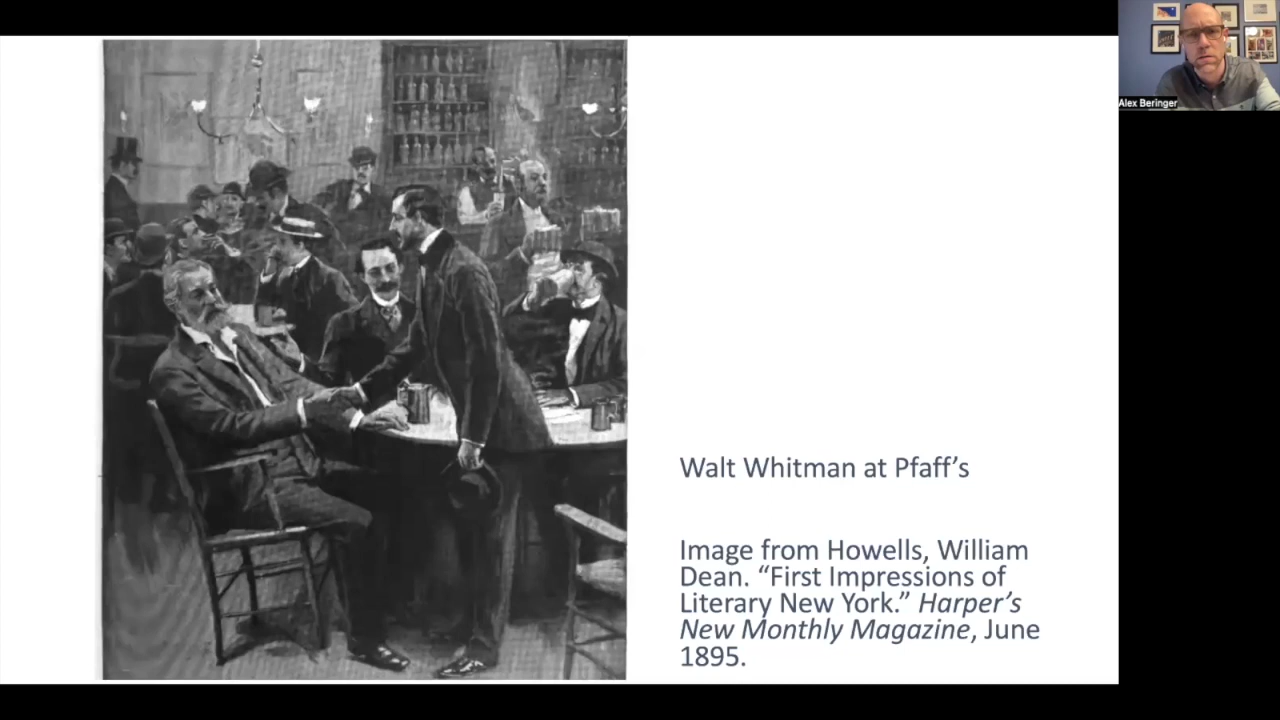 Alex Beringer
Walt Whitman at Pfaff’s
Image from Howells, William
Dean. “First Impressions of
Literary New York.” Harper’s
New Monthly Magazine, June
1895.